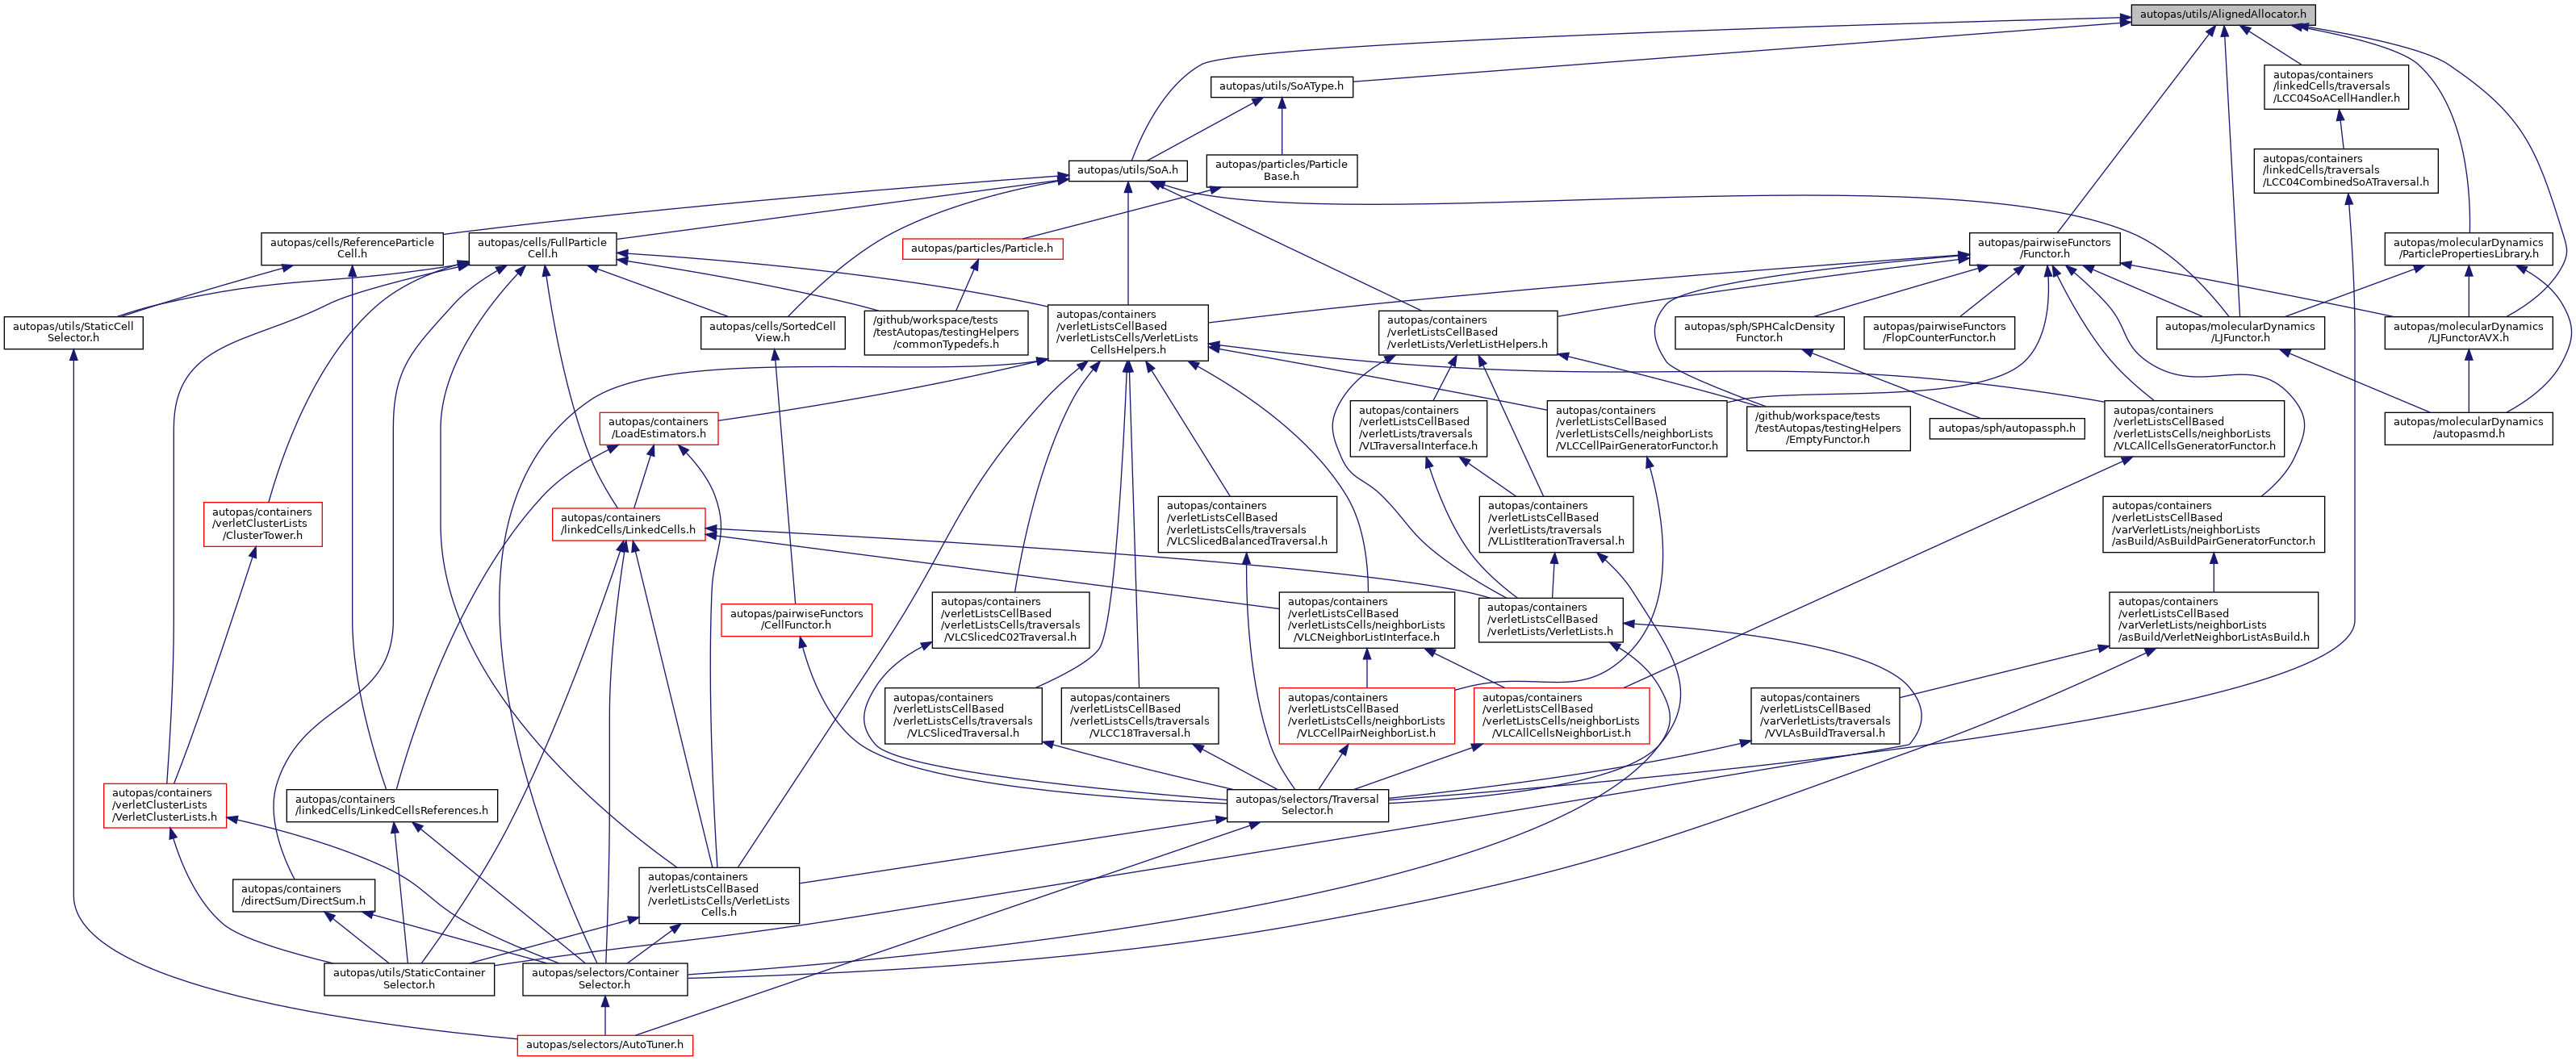 autopas/utils/AlignedAllocator.h
autopas/utils/SoAType.h
autopas/containers
/linkedCells/traversals
/LCC04SoACellHandler.h
autopas/utils/SoA.h
autopas/particles/Particle
Base.h
autopas/containers
/linkedCells/traversals
/LCC04CombinedSoATraversal.h
autopas/cells/ReferenceParticle
Cell.h
autopas/cells/FullParticle
Cell.h
autopas/particles/Particle.h
autopas/pairwiseFunctors
/Functor.h
autopas/molecularDynamics
/ParticlePropertiesLibrary.h
autopas/utils/StaticCell
Selector.h
autopas/cells/SortedCell
View.h
/github/workspace/tests
/testAutopas/testingHelpers
/commonTypedefs.h
autopas/containers
/verletListsCellBased
/verletListsCells/VerletLists
CellsHelpers.h
autopas/containers
/verletListsCellBased
/verletLists/VerletListHelpers.h
autopas/sph/SPHCalcDensity
Functor.h
autopas/pairwiseFunctors
/FlopCounterFunctor.h
autopas/molecularDynamics
/LJFunctor.h
autopas/molecularDynamics
/LJFunctorAVX.h
autopas/containers
/LoadEstimators.h
autopas/containers
/verletListsCellBased
/verletLists/traversals
/VLTraversalInterface.h
autopas/containers
/verletListsCellBased
/verletListsCells/neighborLists
/VLCCellPairGeneratorFunctor.h
/github/workspace/tests
/testAutopas/testingHelpers
/EmptyFunctor.h
autopas/sph/autopassph.h
autopas/containers
/verletListsCellBased
/verletListsCells/neighborLists
/VLCAllCellsGeneratorFunctor.h
autopas/molecularDynamics
/autopasmd.h
autopas/containers
/verletClusterLists
/ClusterTower.h
autopas/containers
/linkedCells/LinkedCells.h
autopas/containers
/verletListsCellBased
/verletListsCells/traversals
/VLCSlicedBalancedTraversal.h
autopas/containers
/verletListsCellBased
/verletLists/traversals
/VLListIterationTraversal.h
autopas/containers
/verletListsCellBased
/varVerletLists/neighborLists
/asBuild/AsBuildPairGeneratorFunctor.h
autopas/pairwiseFunctors
/CellFunctor.h
autopas/containers
/verletListsCellBased
/verletListsCells/traversals
/VLCSlicedC02Traversal.h
autopas/containers
/verletListsCellBased
/verletListsCells/neighborLists
/VLCNeighborListInterface.h
autopas/containers
/verletListsCellBased
/verletLists/VerletLists.h
autopas/containers
/verletListsCellBased
/varVerletLists/neighborLists
/asBuild/VerletNeighborListAsBuild.h
autopas/containers
/verletListsCellBased
/verletListsCells/traversals
/VLCSlicedTraversal.h
autopas/containers
/verletListsCellBased
/verletListsCells/traversals
/VLCC18Traversal.h
autopas/containers
/verletListsCellBased
/verletListsCells/neighborLists
/VLCCellPairNeighborList.h
autopas/containers
/verletListsCellBased
/verletListsCells/neighborLists
/VLCAllCellsNeighborList.h
autopas/containers
/verletListsCellBased
/varVerletLists/traversals
/VVLAsBuildTraversal.h
autopas/containers
/verletClusterLists
/VerletClusterLists.h
autopas/containers
/linkedCells/LinkedCellsReferences.h
autopas/selectors/Traversal
Selector.h
autopas/containers
/directSum/DirectSum.h
autopas/containers
/verletListsCellBased
/verletListsCells/VerletLists
Cells.h
autopas/utils/StaticContainer
Selector.h
autopas/selectors/Container
Selector.h
autopas/selectors/AutoTuner.h